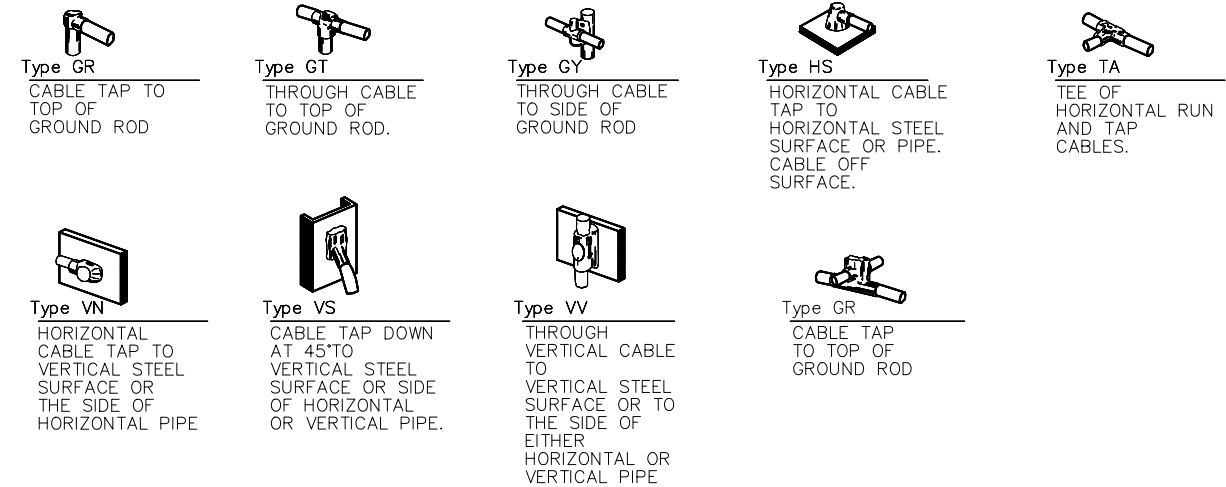 Type GR
CABLE TAP TO
TOP OF
GROUND ROD
Type GT
THROUGH CABLE
TO TOP OF
GROUND ROD.
Type GY
THROUGH CABLE
TO SIDE OF
GROUND ROD
Type HS
HORIZONTAL CABLE
TAP TO
HORIZONTAL STEEL
SURFACE OR PIPE.
CABLE OFF
SURFACE.
Type TA
TEE OF
HORIZONTAL RUN
AND TAP
CABLES.
Type VN
HORIZONTAL
CABLE TAP TO
VERTICAL STEEL
SURFACE OR
THE SIDE OF
HORIZONTAL PIPE
Type VS
CABLE TAP DOWN
AT 45°TO
VERTICAL STEEL
SURFACE OR SIDE
OF HORIZONTAL
OR VERTICAL PIPE.
Type VV
THROUGH
VERTICAL CABLE
TO
VERTICAL STEEL
SURFACE OR TO
THE SIDE OF
EITHER
HORIZONTAL OR
VERTICAL PIPE
Type GR
CABLE TAP
TO TOP OF
GROUND ROD